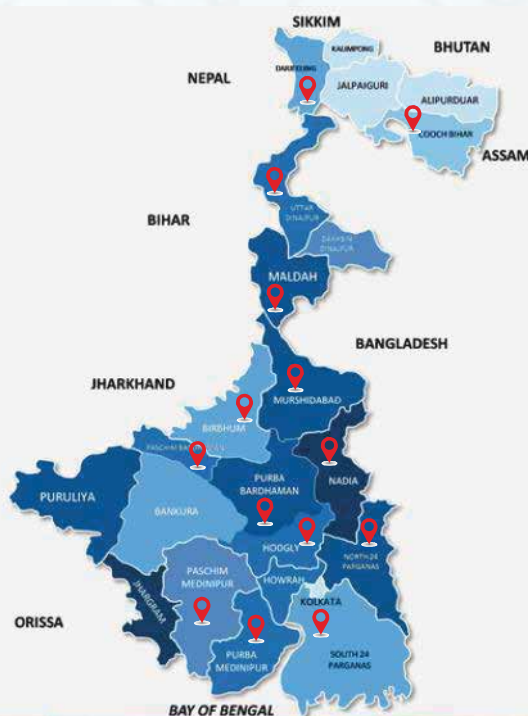 SIKKIM
KALIMPONG
BHUTAN
DARJEELING
NEPAL
JALPAIGURI
ALIPURDUAR
COOCH BIHAR
ASSAM
UTTAR
DINAJPUR
BIHAR
DAKSHIN
DINAJPUR
MALDAH
BANGLADESH
JHARKHAND
MURSHIDABAD
BIRBHUM
PASCHIM
PURBA
BARDHAMAN
NADIA
PURULIYA
BANKURA
HOOGLY
NORTH 24
PARGANAS
PASCHIM
MEDINIPUR
HOWRAH
JHARGRAM
KOLKATA
ORISSA
PURBA
MEDINIPUR
SOUTH 24
PARGANAS
BAY OF BENGAL